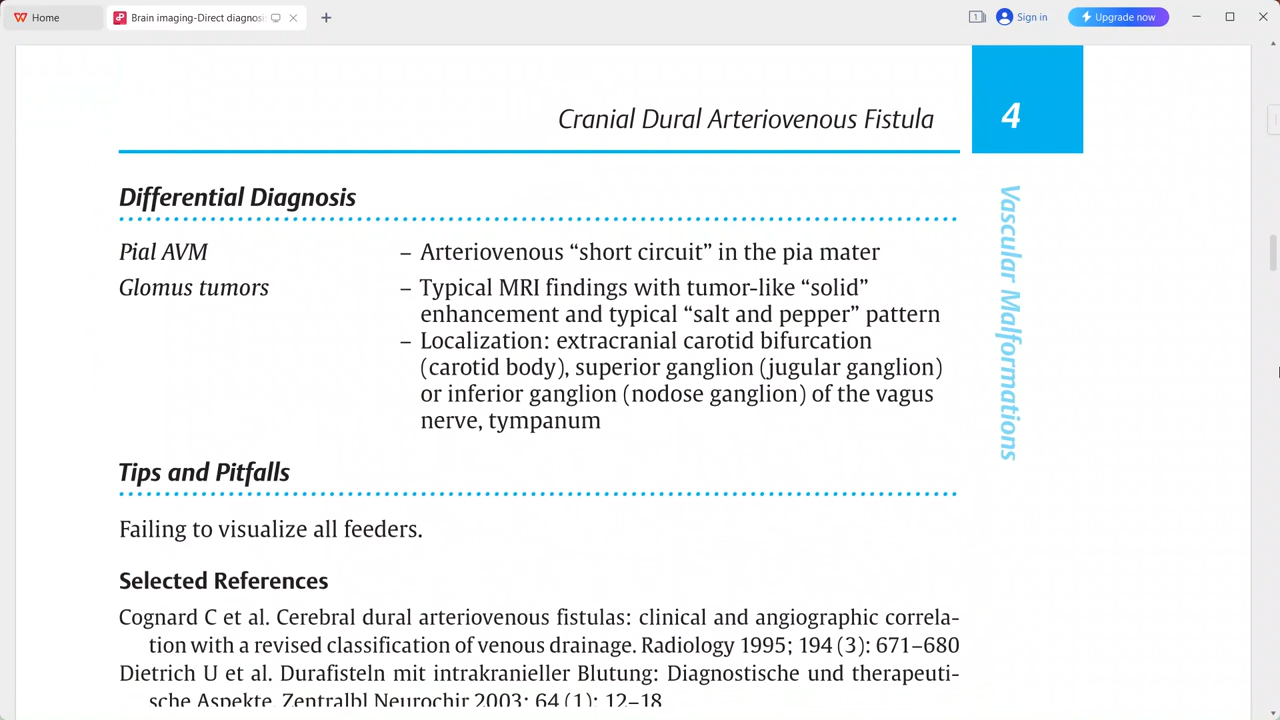 Home
Brain imaging-Direct diagnosi
Sign in
Upgrade now
Cranial Dural Arteriovenous Fistula
4
Vascular Malformations
Differential Diagnosis
Pial AVM – Arteriovenous “short circuit” in the pia mater
Glomus tumors – Typical MRI findings with tumor-like “solid”
enhancement and typical “salt and pepper” pattern
– Localization: extracranial carotid bifurcation
(carotid body), superior ganglion (jugular ganglion)
or inferior ganglion (nodose ganglion) of the vagus
nerve, tympanum
Tips and Pitfalls
Failing to visualize all feeders.
Selected References
Cognard C et al. Cerebral dural arteriovenous fistulas: clinical and angiographic correla-
tion with a revised classification of venous drainage. Radiology 1995; 194 (3): 671–680
Dietrich U et al. Durafisteln mit intrakranieller Blutung: Diagnostische und therapeuti-
sche Aspekte. Zentralbl Neurochir 2003; 64 (1): 12–18